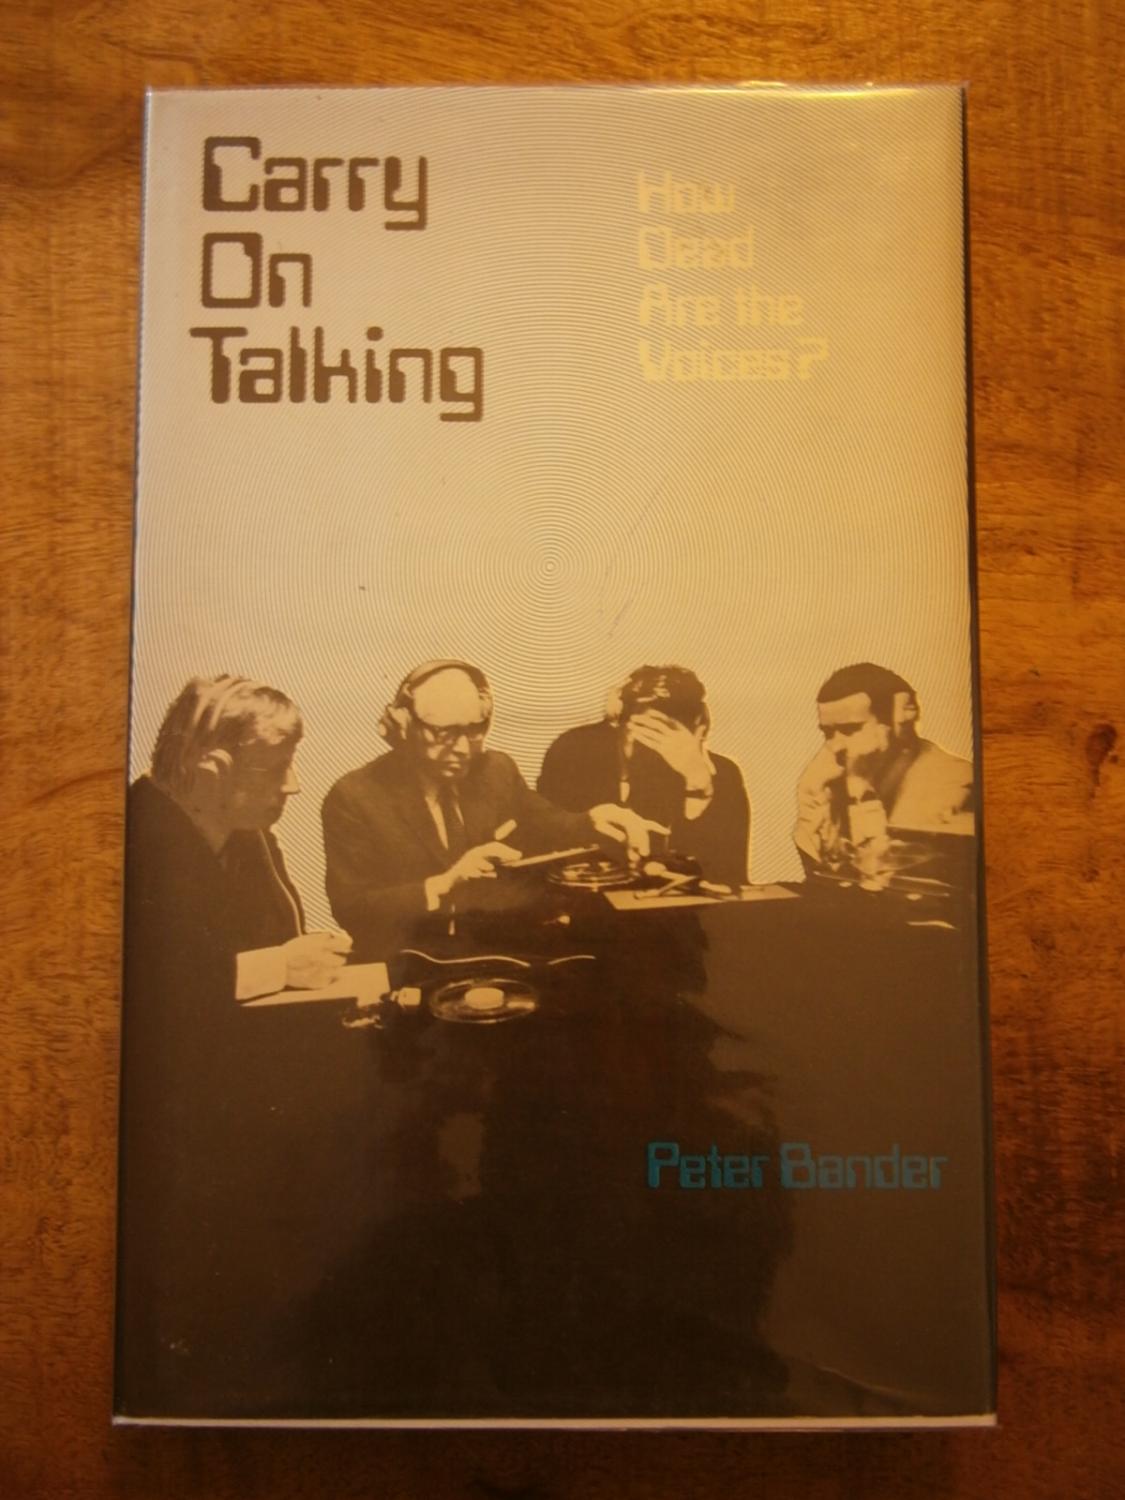 Carry
On
Talking
How
Dead
Are the
Voices?
Peter Bander